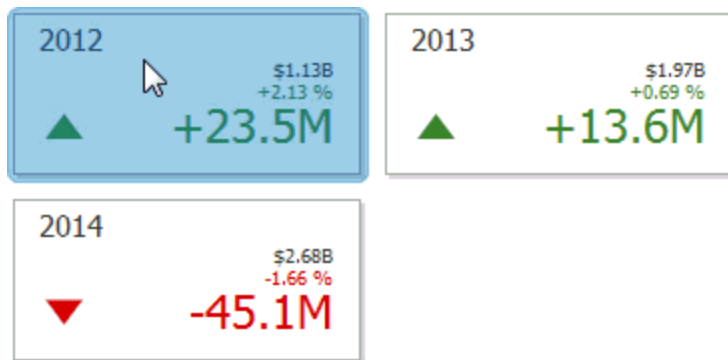 2012
$1.13B
+2.13 %
+23.5M
2013
$1.97B
+0.69 %
+13.6M
2014
$2.68B
-1.66 %
-45.1M